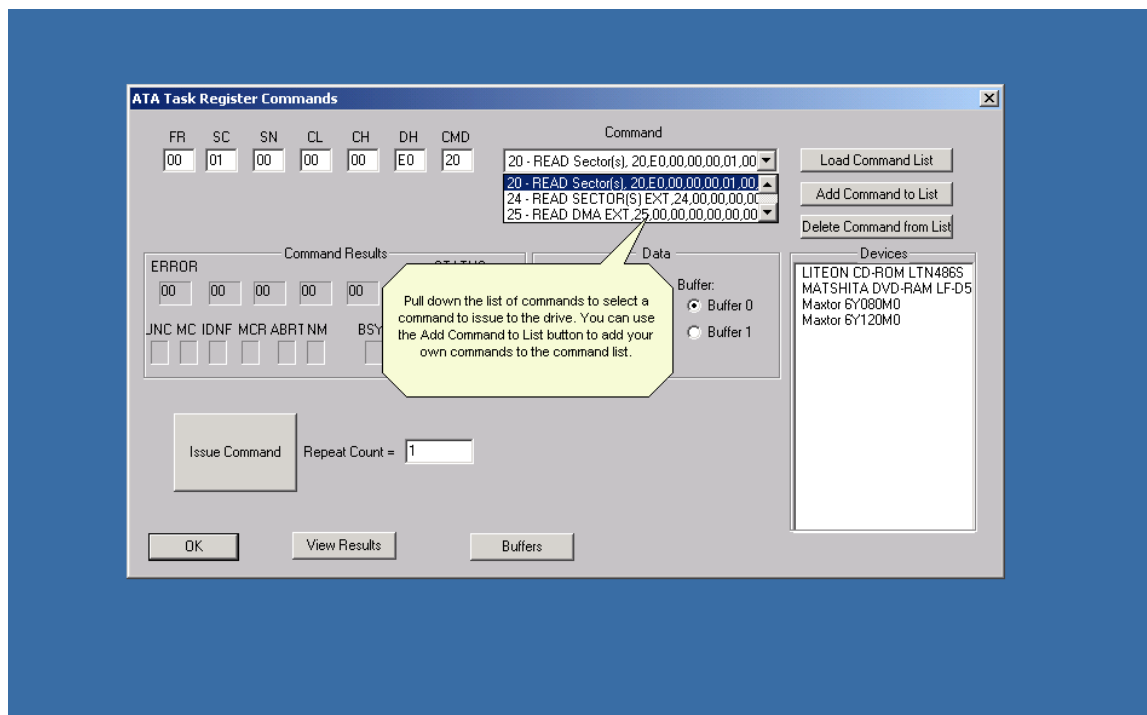 ATA Task Register Commands
FR SC SN CL CH DH CMD Command
00 01 00 00 00 E0 20 20 - READ Sector(s), 20,E0,00,00,00,01,00 Load Command List
20 - READ Sector(s), 20,E0,00,00,00,01,00
24 - READ SECTOR(S) EXT,24,00,00,00,00
25 - READ DMA EXT,25,00,00,00,00,00,00
Add Command to List
Delete Command from List
Command Results Data Devices
ERROR
00 00 00 00 00
UNC MC IDNF MCR ABRT NM BSY
Pull down the list of commands to select a
command to issue to the drive. You can use
the Add Command to List button to add your
own commands to the command list.
Buffer:
Buffer 0
Buffer 1
LITEON CD-ROM LTN486S
MATSHITA DVD-RAM LF-D5
Maxtor 6Y080M0
Maxtor 6Y120M0
Issue Command Repeat Count = 1
OK View Results Buffers